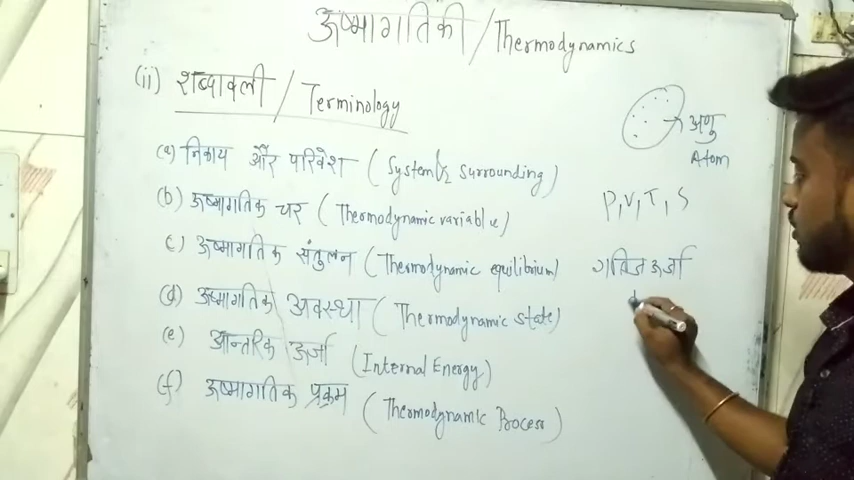 ऊष्मागतिकी / Thermodynamics
(ii) शब्दावली / Terminology
(a) निकाय और परिवेश ( System & Surrounding )
(b) ऊष्मागतिक चर ( Thermodynamic variable )
(c) ऊष्मागतिक संतुलन ( Thermodynamic equilibrium )
(d) ऊष्मागतिक अवस्था ( Thermodynamic state )
(e) आन्तरिक ऊर्जा ( Internal Energy )
(f) ऊष्मागतिक प्रक्रम ( Thermodynamic Process )
अणु
Atom
P, V, T, S
गतिज ऊर्जा
+